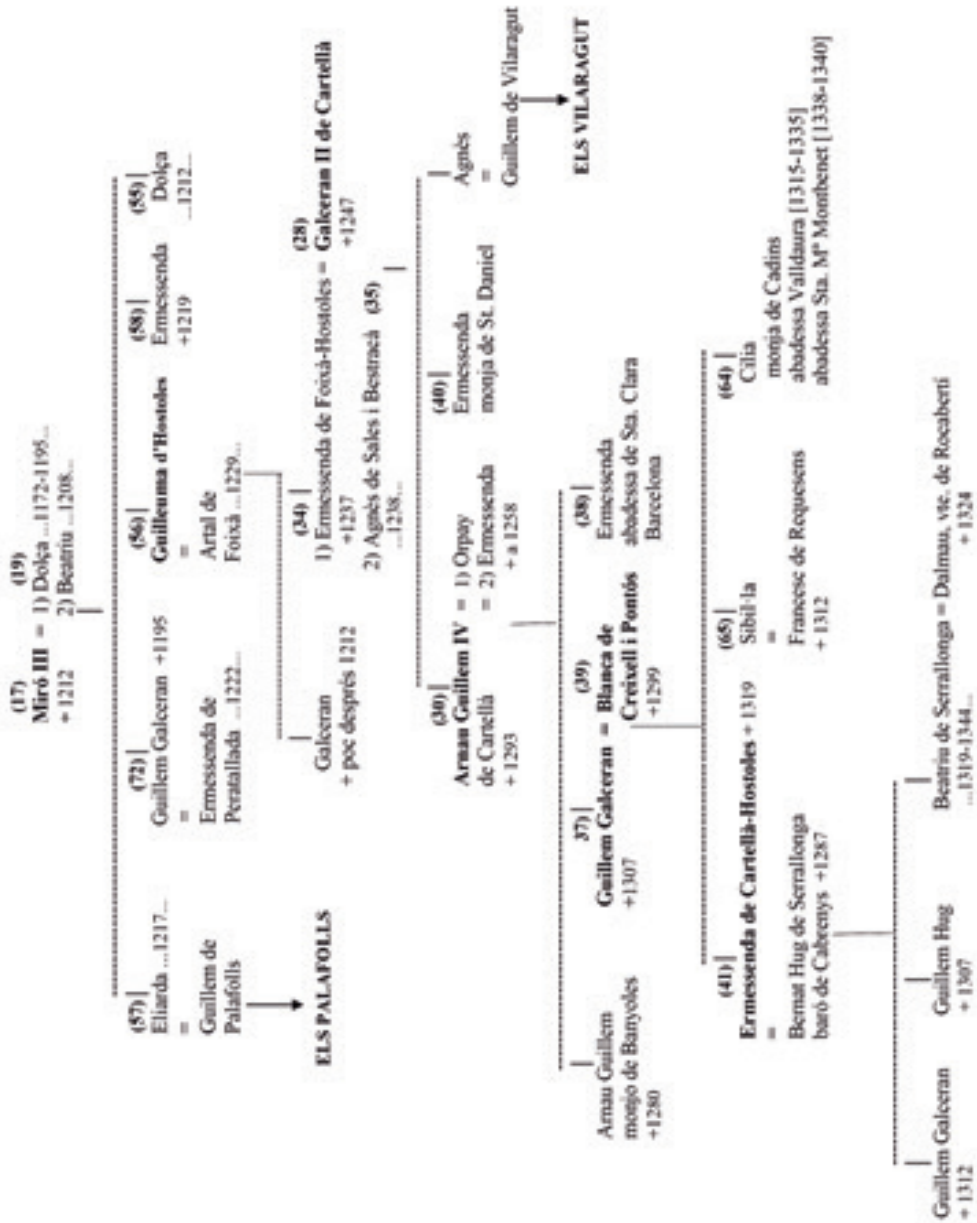 (17) (19)
Miró III = 1) Dolça ...1172-1195...
+ 1212 2) Beatriu ...1208...
(57) (72) (56) (58) (55)
Eliarda ...1217... Guillem Galceran +1195 Guilleuma d'Hostoles Ermessenda Dolça
= = = +1219 ...1212...
Guillem de Ermessenda de Artal de
Palafolls Peratallada ...1222... Foixà ...1229...
ELS PALAFOLLS
(34) (28)
Galceran 1) Ermessenda de Foixà-Hostoles = Galceran II de Cartellà
+ poc després 1212 +1237 +1247
2) Agnès de Sales i Bestracà (35)
...1238...
(30) (40)
Arnau Guillem IV = 1) Orpay Ermessenda Agnès
de Cartellà = 2) Ermessenda monja de St. Daniel =
+ 1293 + a 1258 Guillem de Vilaragut
ELS VILARAGUT
37) (39) (38)
Arnau Guillem Guillem Galceran = Blanca de Ermessenda
monjo de Banyoles +1307 Creixell i Pontós abadessa de Sta. Clara
+1280 +1299 Barcelona
(41) (65) (64)
Ermessenda de Cartellà-Hostoles + 1319 Sibil·la Cília
= = monja de Cadins
Bernat Hug de Serrallonga Francesc de Requesens abadessa Valldaura [1315-1335]
baró de Cabrenys +1287 + 1312 abadessa Sta. Mª Montbenet [1338-1340]
Guillem Galceran Guillem Hug Beatriu de Serrallonga = Dalmau, vte. de Rocabertí
+ 1312 + 1307 ...1319-1344... + 1324